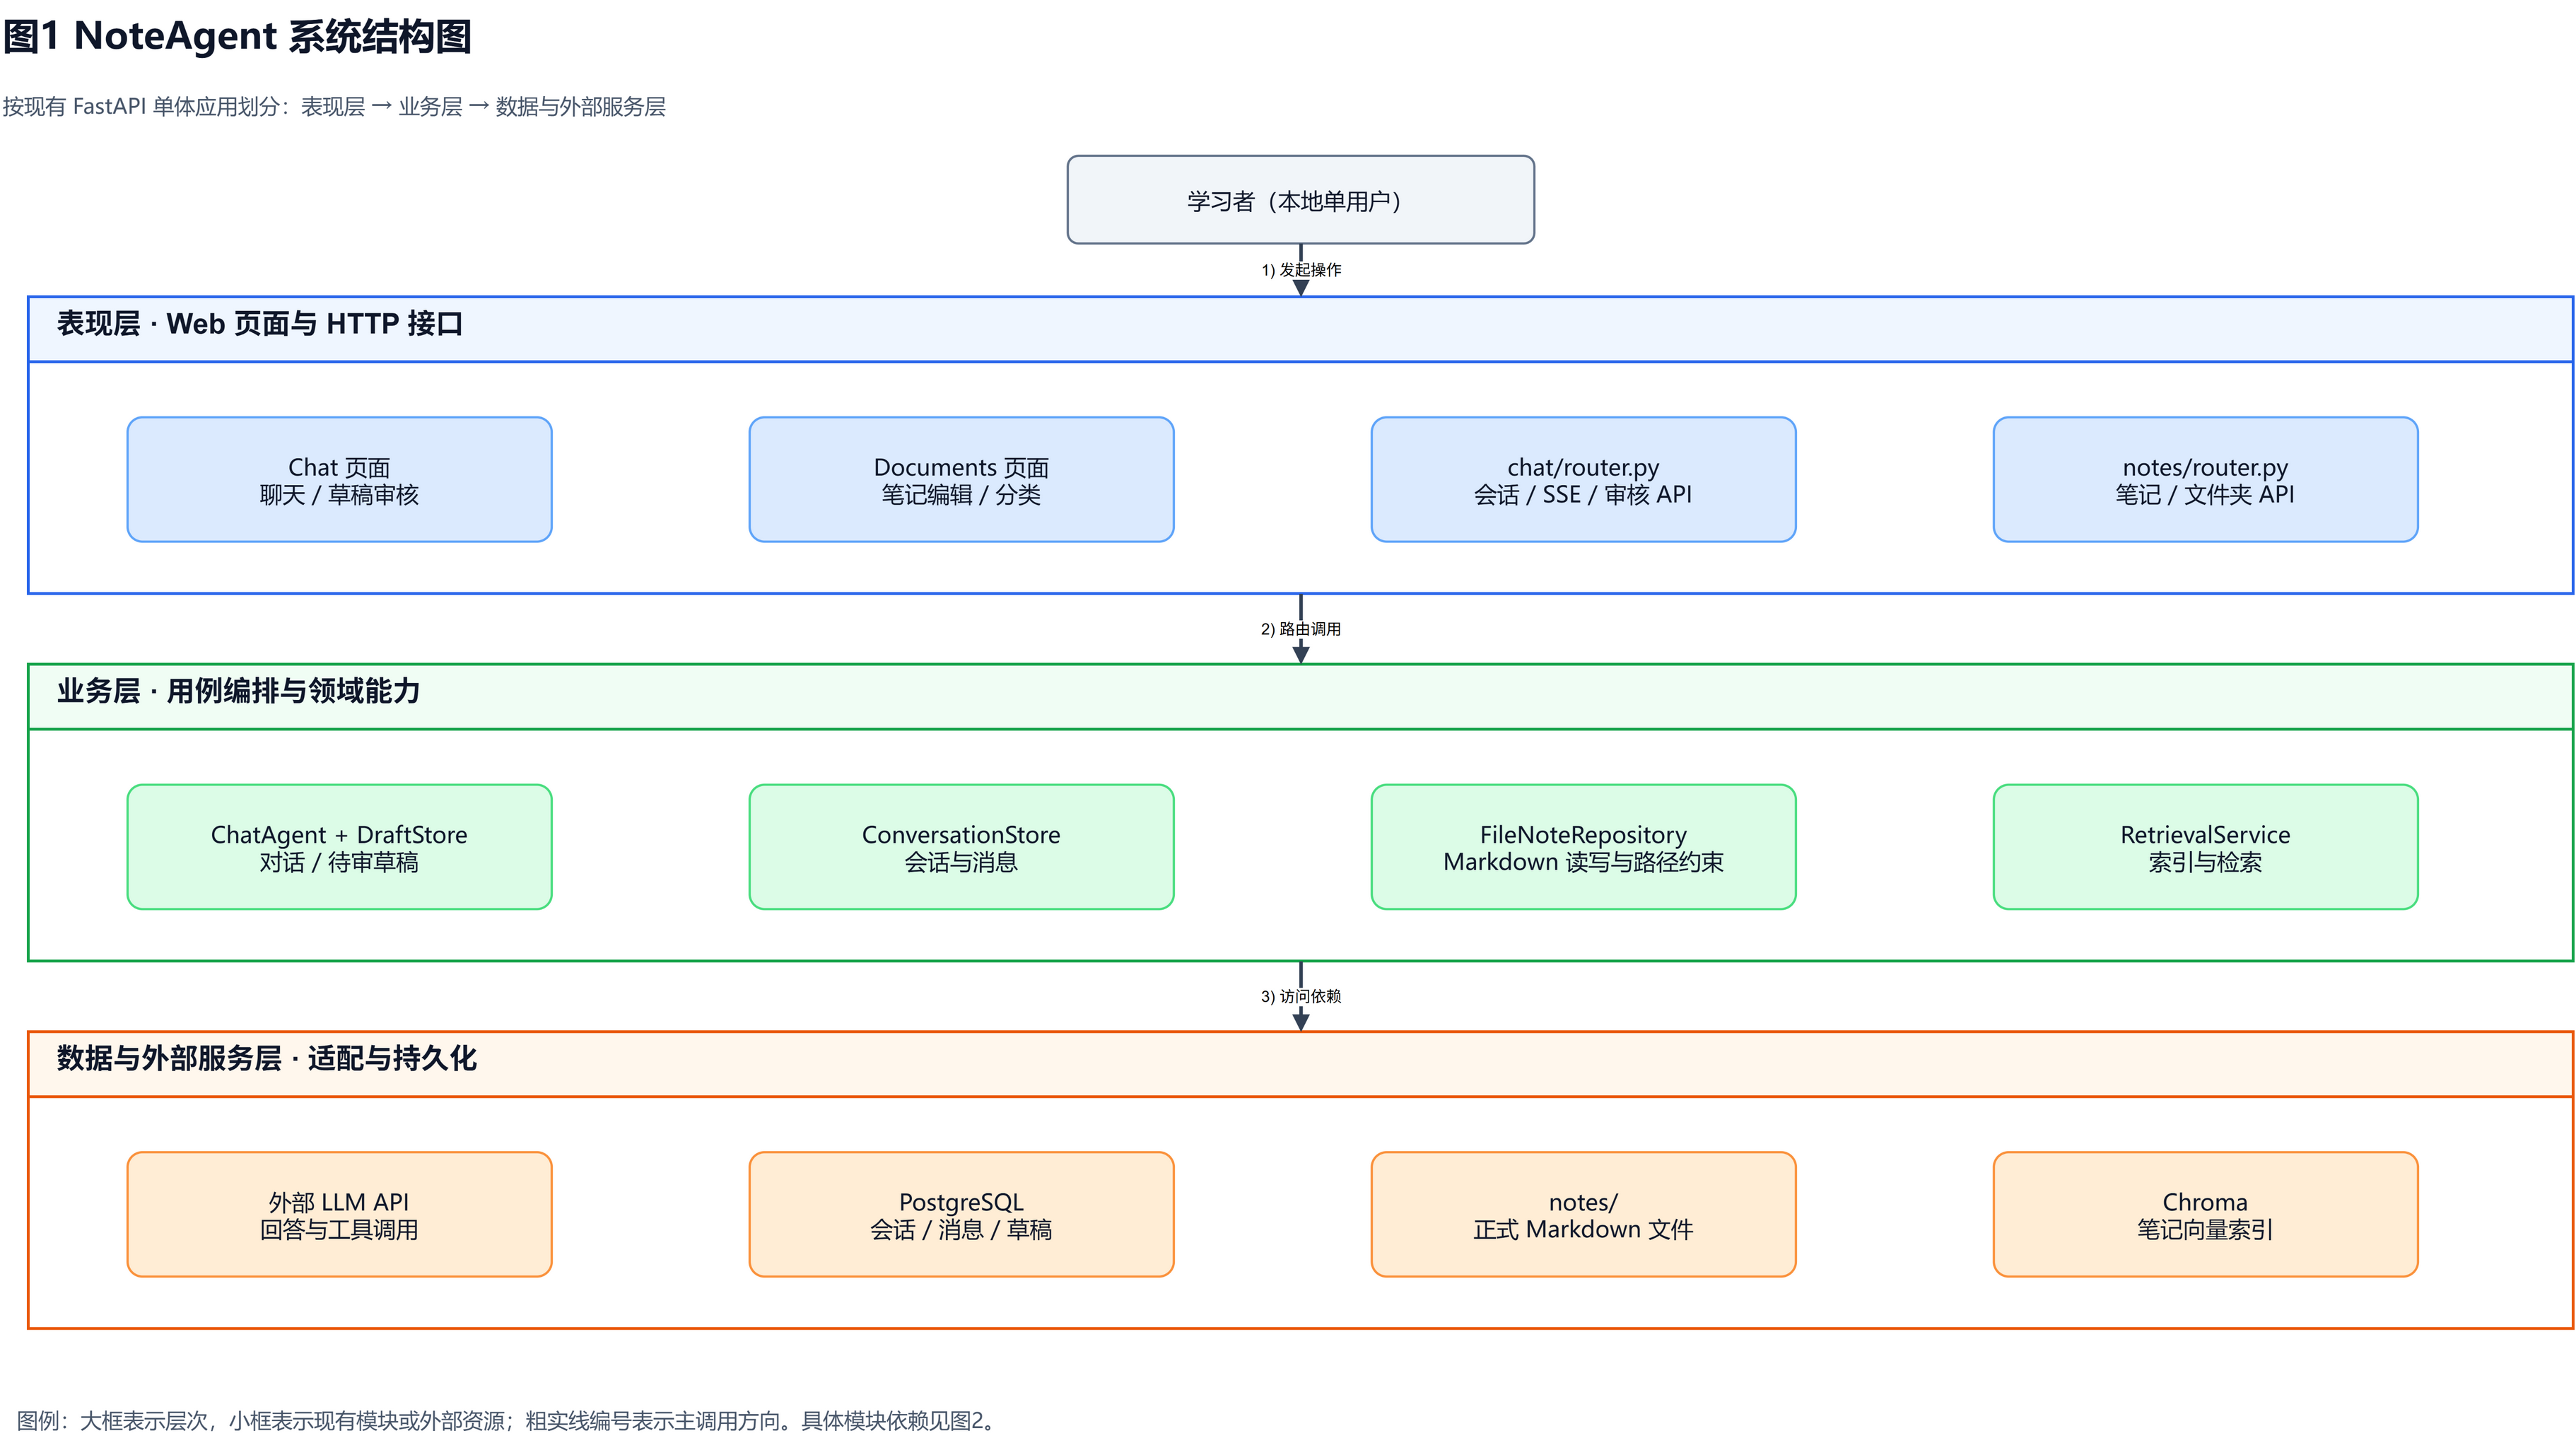 图1 NoteAgent 系统结构图
按现有 FastAPI 单体应用划分：表现层 → 业务层 → 数据与外部服务层
学习者（本地单用户）
1) 发起操作
表现层 · Web 页面与 HTTP 接口
Chat 页面
聊天 / 草稿审核
Documents 页面
笔记编辑 / 分类
chat/router.py
会话 / SSE / 审核 API
notes/router.py
笔记 / 文件夹 API
2) 路由调用
业务层 · 用例编排与领域能力
ChatAgent + DraftStore
对话 / 待审草稿
ConversationStore
会话与消息
FileNoteRepository
Markdown 读写与路径约束
RetrievalService
索引与检索
3) 访问依赖
数据与外部服务层 · 适配与持久化
外部 LLM API
回答与工具调用
PostgreSQL
会话 / 消息 / 草稿
notes/
正式 Markdown 文件
Chroma
笔记向量索引
图例：大框表示层次，小框表示现有模块或外部资源；粗实线编号表示主调用方向。具体模块依赖见图2。